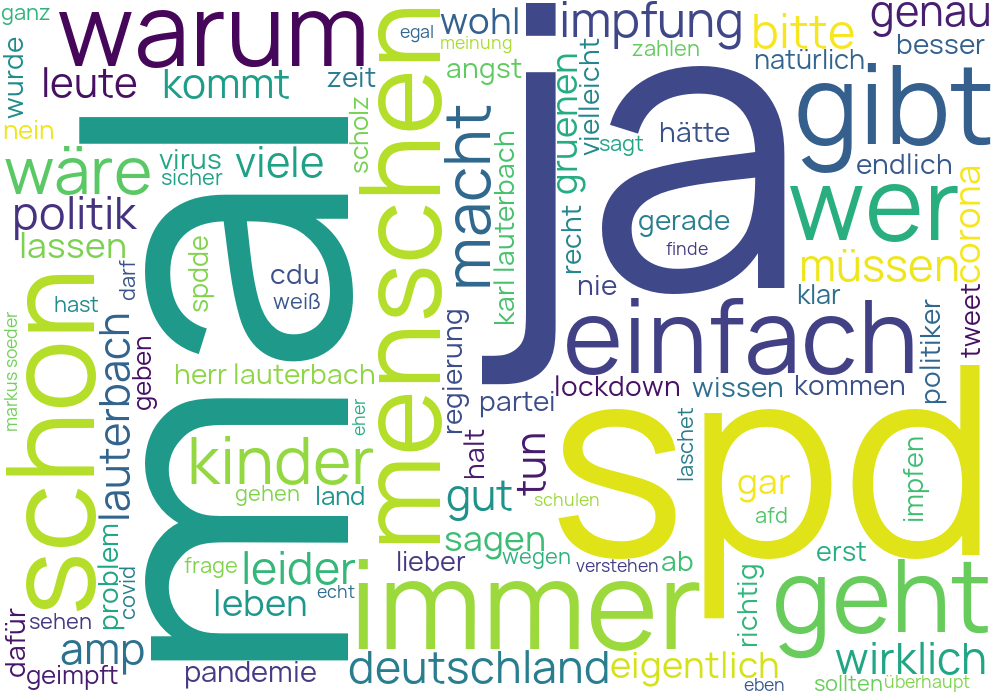 ganz
warum
egal
wohl
impfung
bitte
genau
meinung
zahlen
natürlich
besser
wurde
leute
kommt
zeit
angst
gruenen
vielleicht
gibt
nein
mal
menschen
ja
scholz
macht
sagt
hätte
wäre
virus
sicher
viele
karl lauterbach
endlich
wer
corona
politik
lassen
schon
darf
spdde
cdu
weiß
recht
gerade
finde
nie
müssen
klar
hast
lauterbach
geben
markus soeder
herr lauterbach
regierung
einfach
politiker
tweet
partei
lockdown
wissen
kommen
eher
kinder
gehen
land
halt
tun
spd
laschet
gut
schulen
gar
afd
impfen
problem
covid
frage
leider
leben
echt
sagen
wegen
lieber
verstehen
ab
erst
immer
richtig
geht
dafür
sehen
amp
geimpft
pandemie
deutschland
eigentlich
wirklich
eben
sollten
überhaupt